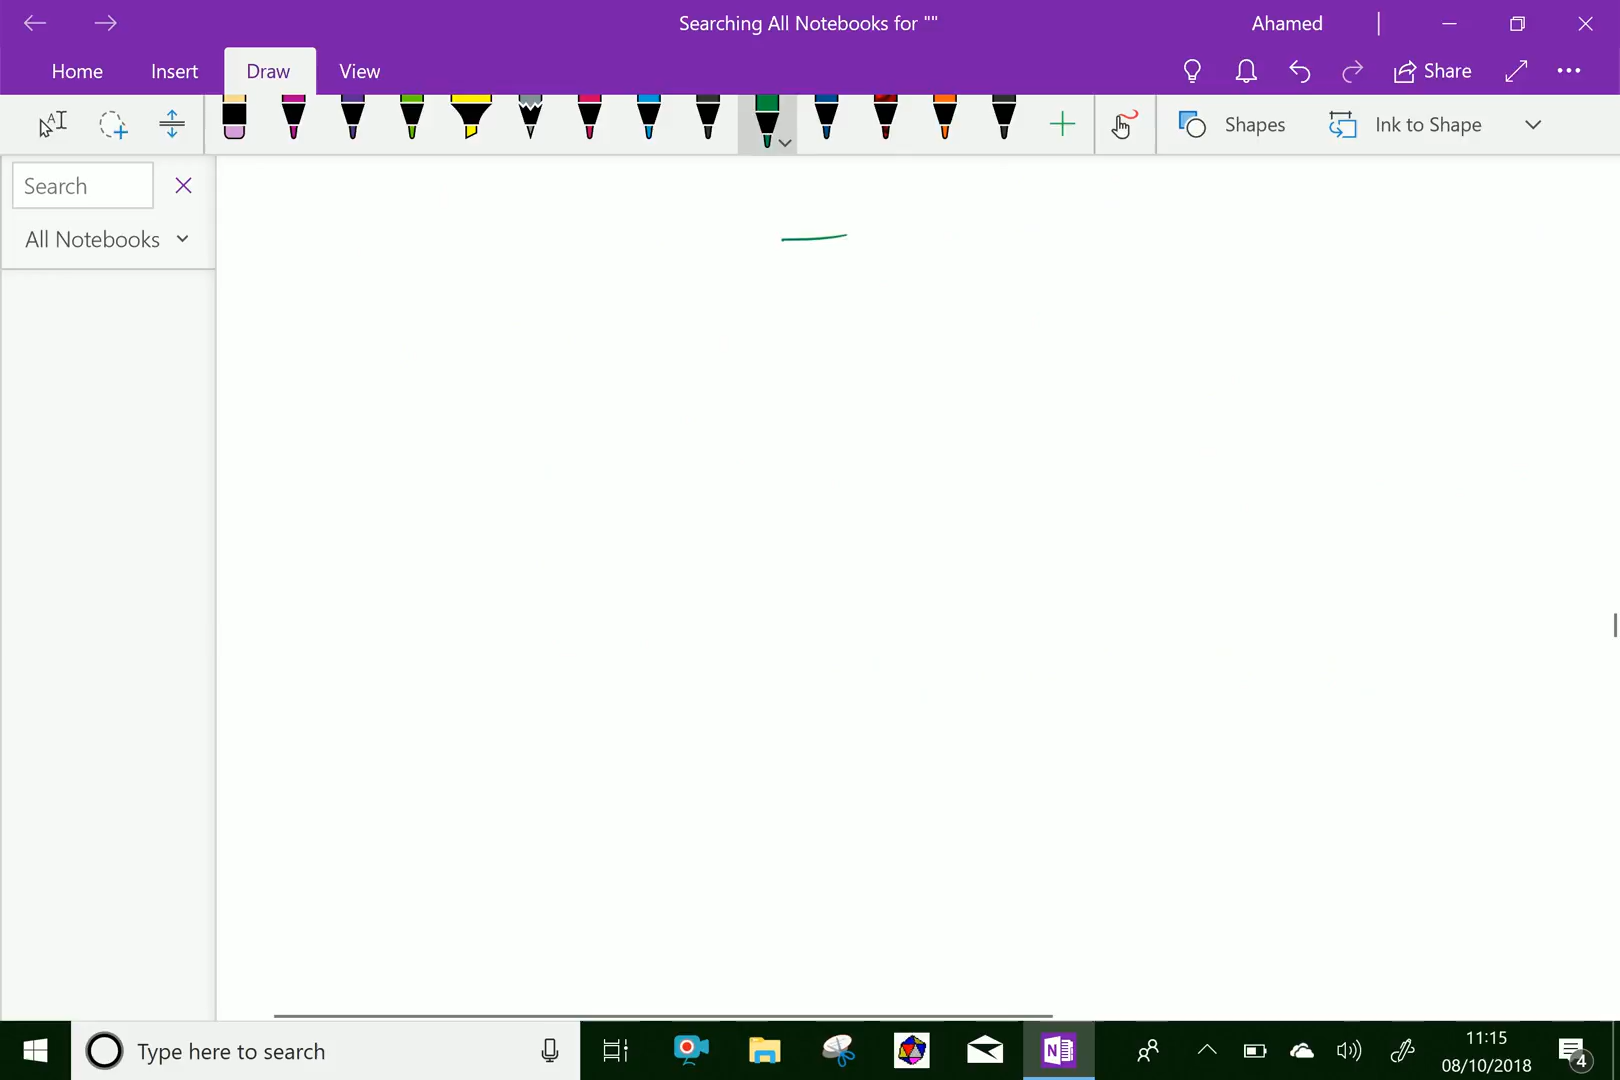 Searching All Notebooks for ""
Ahamed
Home
Insert
Draw
View
Share
Shapes
Ink to Shape
Search
All Notebooks
Type here to search
11:15
08/10/2018
4